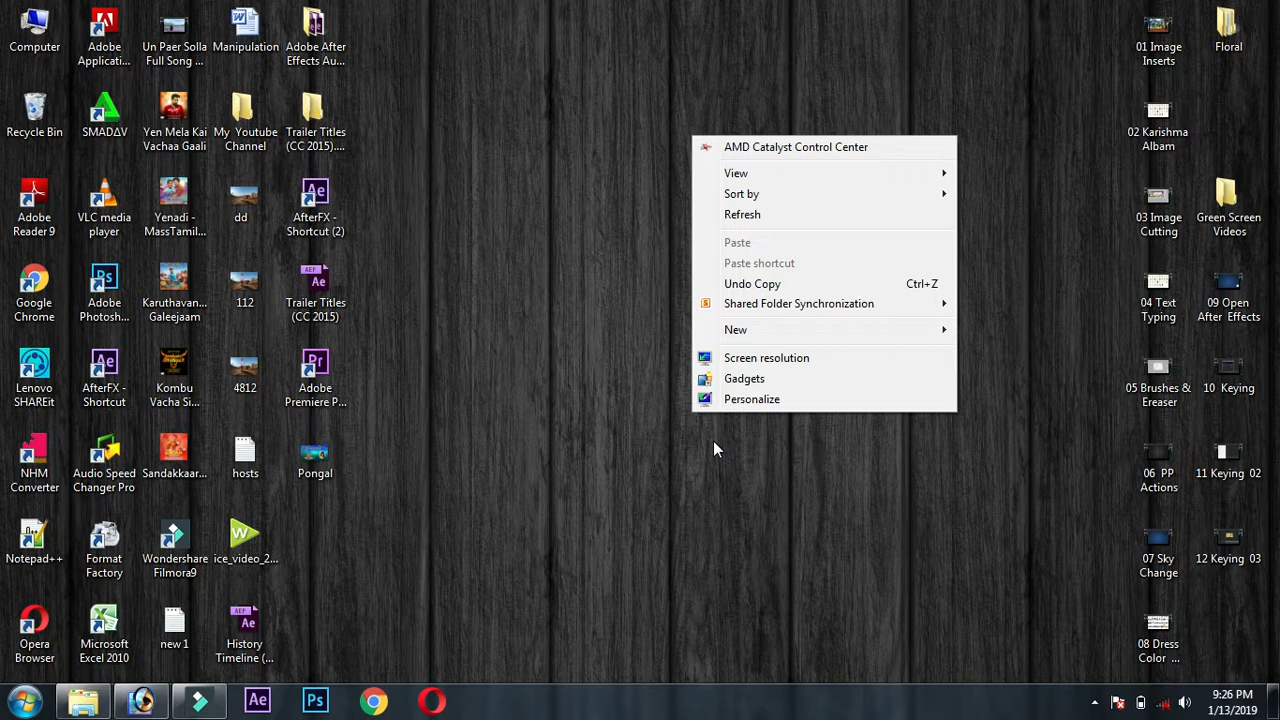 Computer
Adobe
Applicati...
Un Paer Solla
Full Song ...
Manipulation
Adobe After
Effects Au...
Recycle Bin
SMADΔV
Yen Mela Kai
Vachaa Gaali
My Youtube
Channel
Trailer Titles
(CC 2015)....
Adobe
Reader 9
VLC media
player
Yenadi -
MassTamil...
dd
AfterFX -
Shortcut (2)
Google
Chrome
Adobe
Photosh...
Karuthavan...
Galeejaam
112
Trailer Titles
(CC 2015)
Lenovo
SHAREit
AfterFX -
Shortcut
Kombu
Vacha Si...
4812
Adobe
Premiere P...
NHM
Converter
Audio Speed
Changer Pro
Sandakkaar...
hosts
Pongal
Notepad++
Format
Factory
Wondershare
Filmora9
ice_video_2...
Opera
Browser
Microsoft
Excel 2010
new 1
History
Timeline (...
AMD Catalyst Control Center
View
Sort by
Refresh
Paste
Paste shortcut
Undo Copy Ctrl+Z
Shared Folder Synchronization
New
Screen resolution
Gadgets
Personalize
01 Image
Inserts
Floral
02 Karishma
Albam
03 Image
Cutting
Green Screen
Videos
04 Text
Typing
09 Open
After Effects
05 Brushes &
Ereaser
10 Keying
06 PP
Actions
11 Keying 02
07 Sky
Change
12 Keying 03
08 Dress
Color ...
Ae
Ps
9:26 PM
1/13/2019